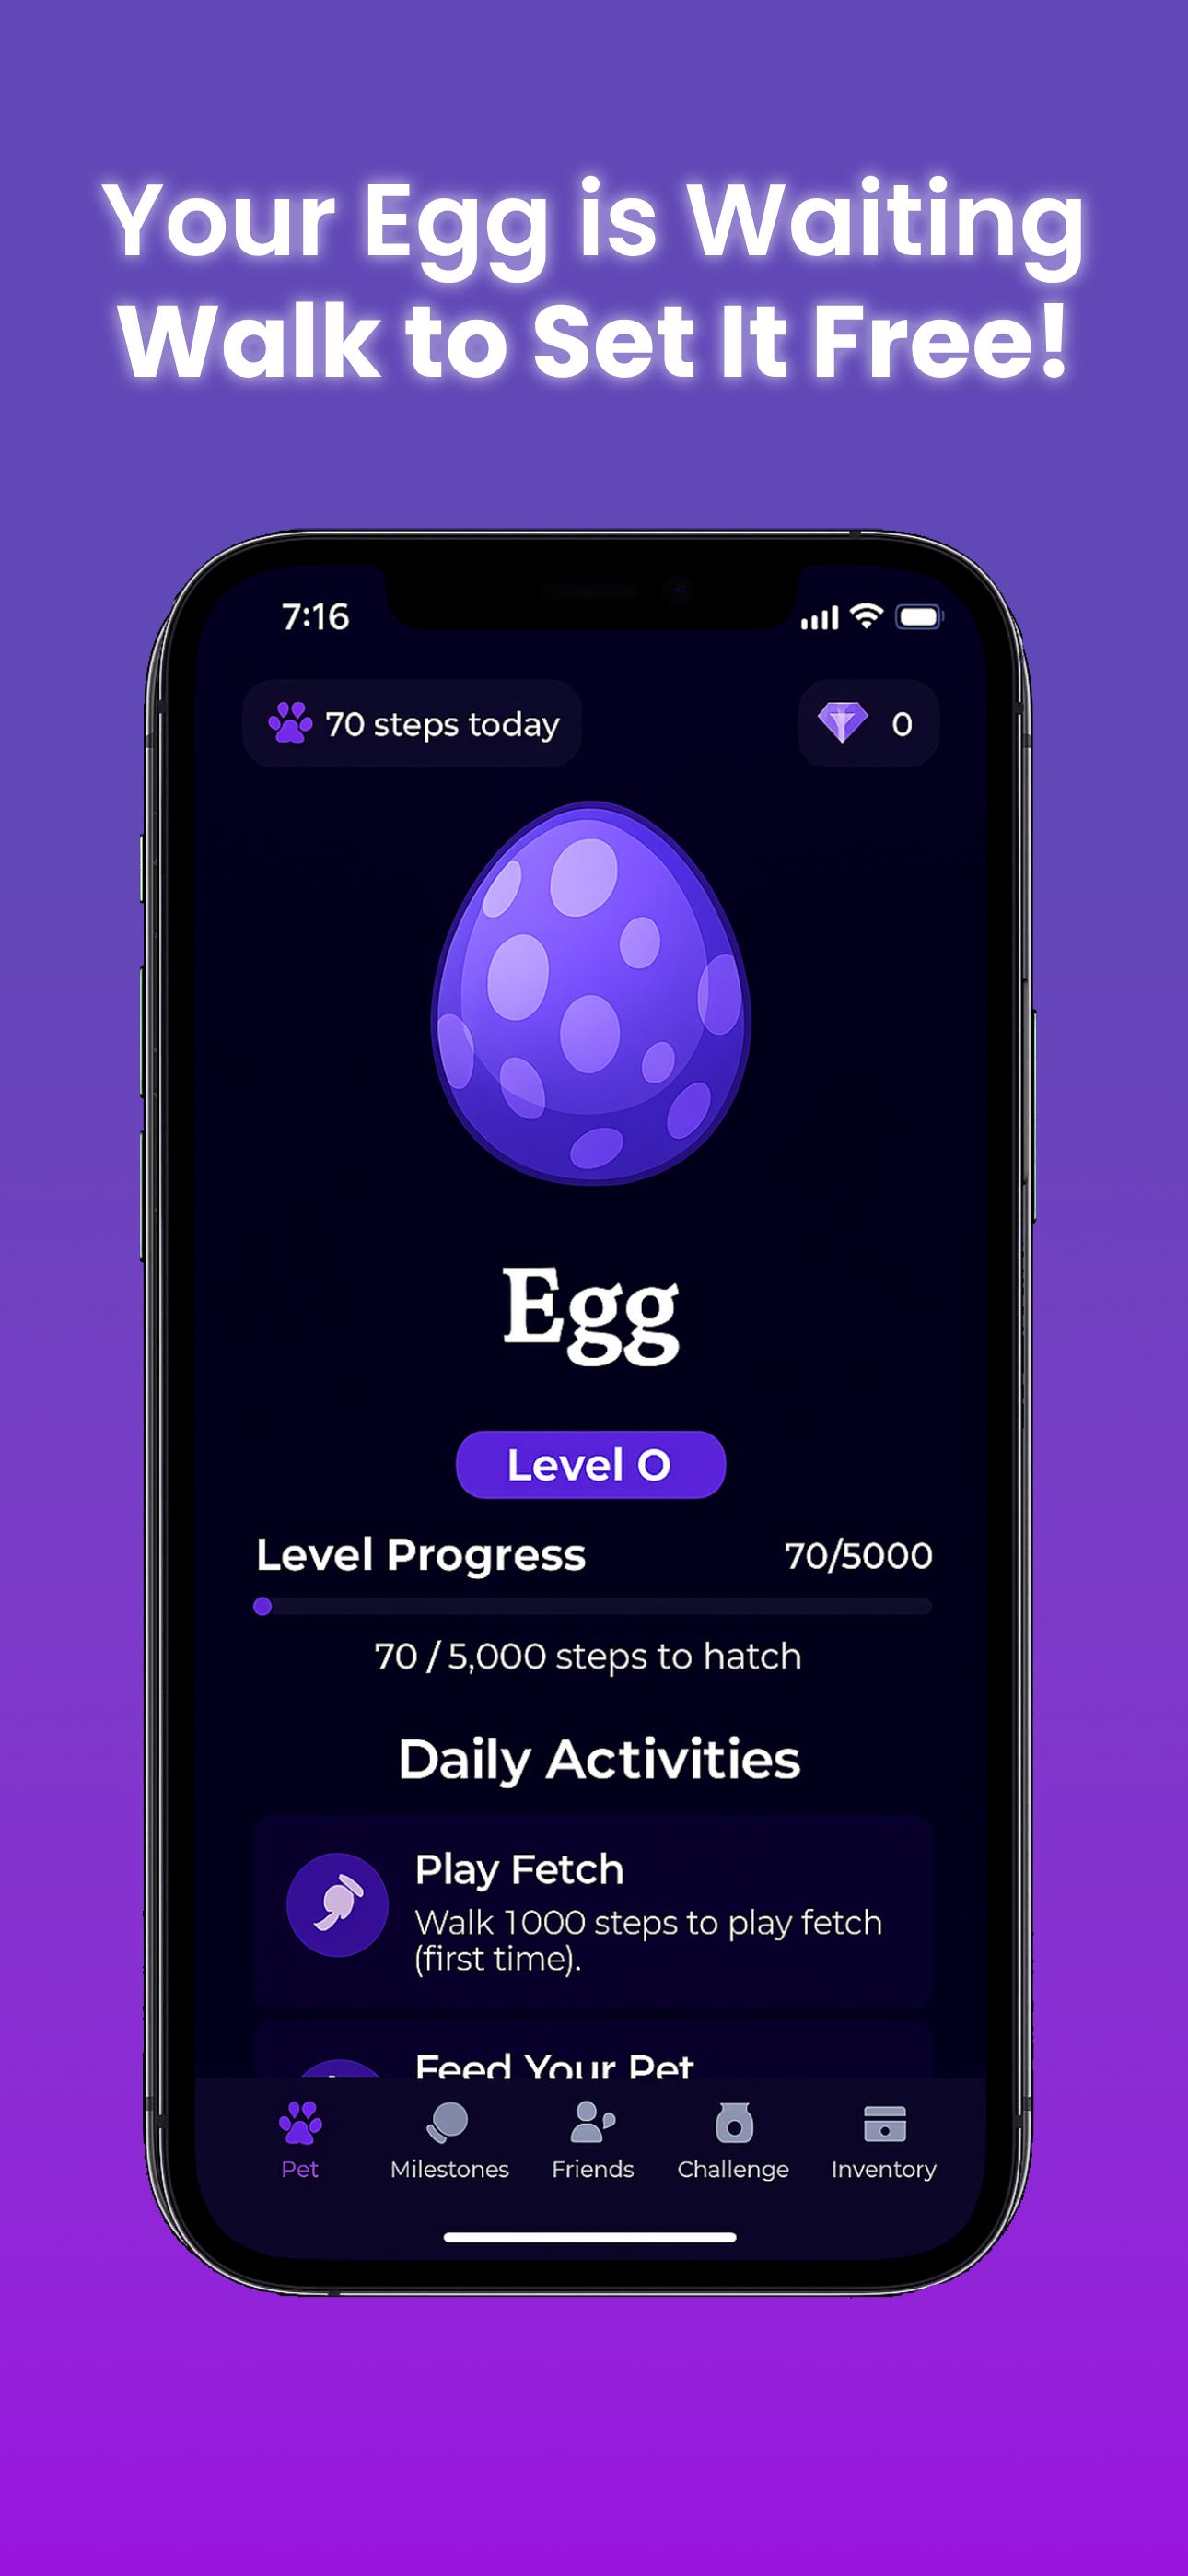 Your Egg is Waiting
Walk to Set It Free!
7:16
70 steps today
0
Egg
Level 0
Level Progress
70/5000
70 / 5,000 steps to hatch
Daily Activities
Play Fetch
Walk 1000 steps to play fetch
(first time).
Feed Your Pet
Pet
Milestones
Friends
Challenge
Inventory